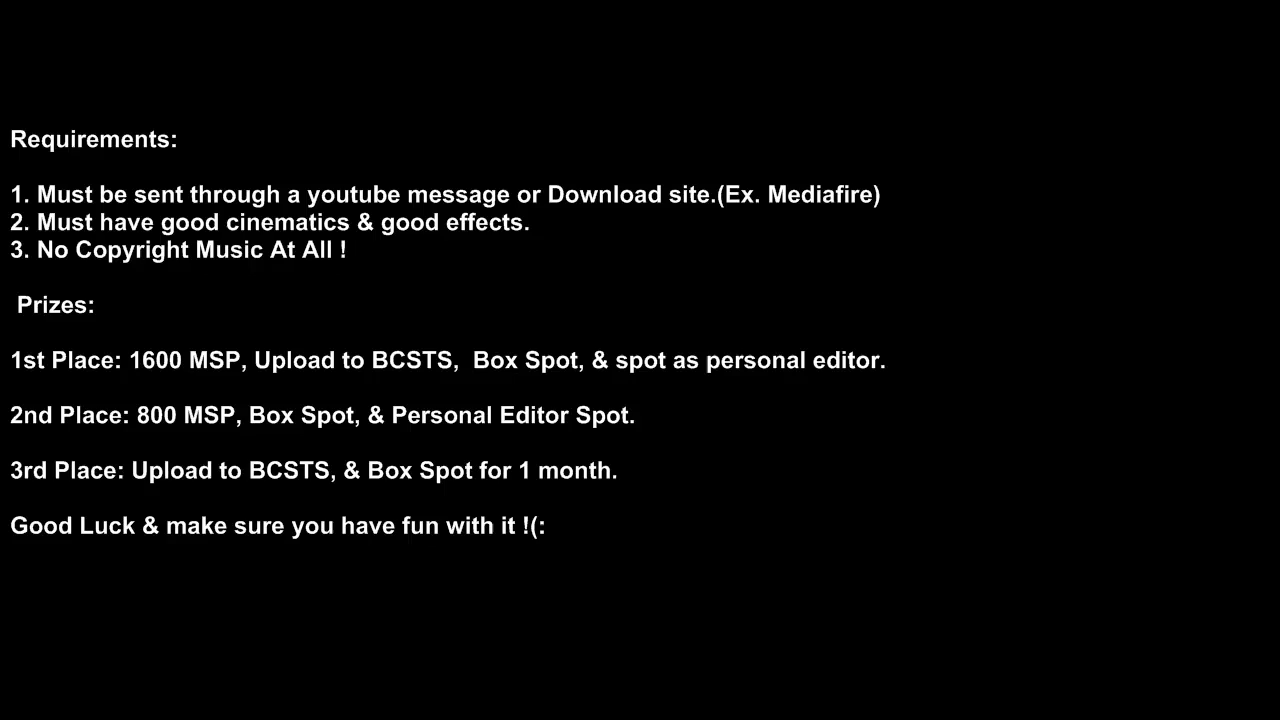 Requirements:
1. Must be sent through a youtube message or Download site.(Ex. Mediafire)
2. Must have good cinematics & good effects.
3. No Copyright Music At All !
Prizes:
1st Place: 1600 MSP, Upload to BCSTS,  Box Spot, & spot as personal editor.
2nd Place: 800 MSP, Box Spot, & Personal Editor Spot.
3rd Place: Upload to BCSTS, & Box Spot for 1 month.
Good Luck & make sure you have fun with it !(: